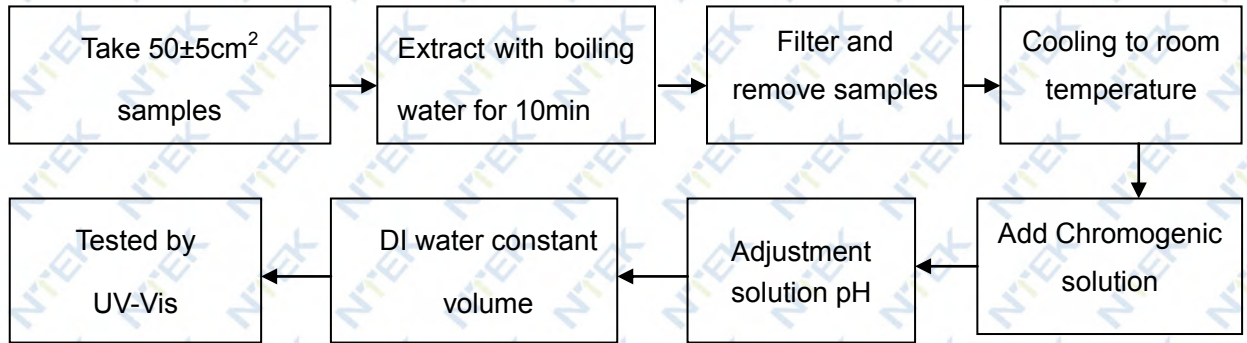 Take 50±5cm²
samples
Extract with boiling
water for 10min
Filter and
remove samples
Cooling to room
temperature
Add Chromogenic
solution
Adjustment
solution pH
DI water constant
volume
Tested by
UV-Vis
NTEK